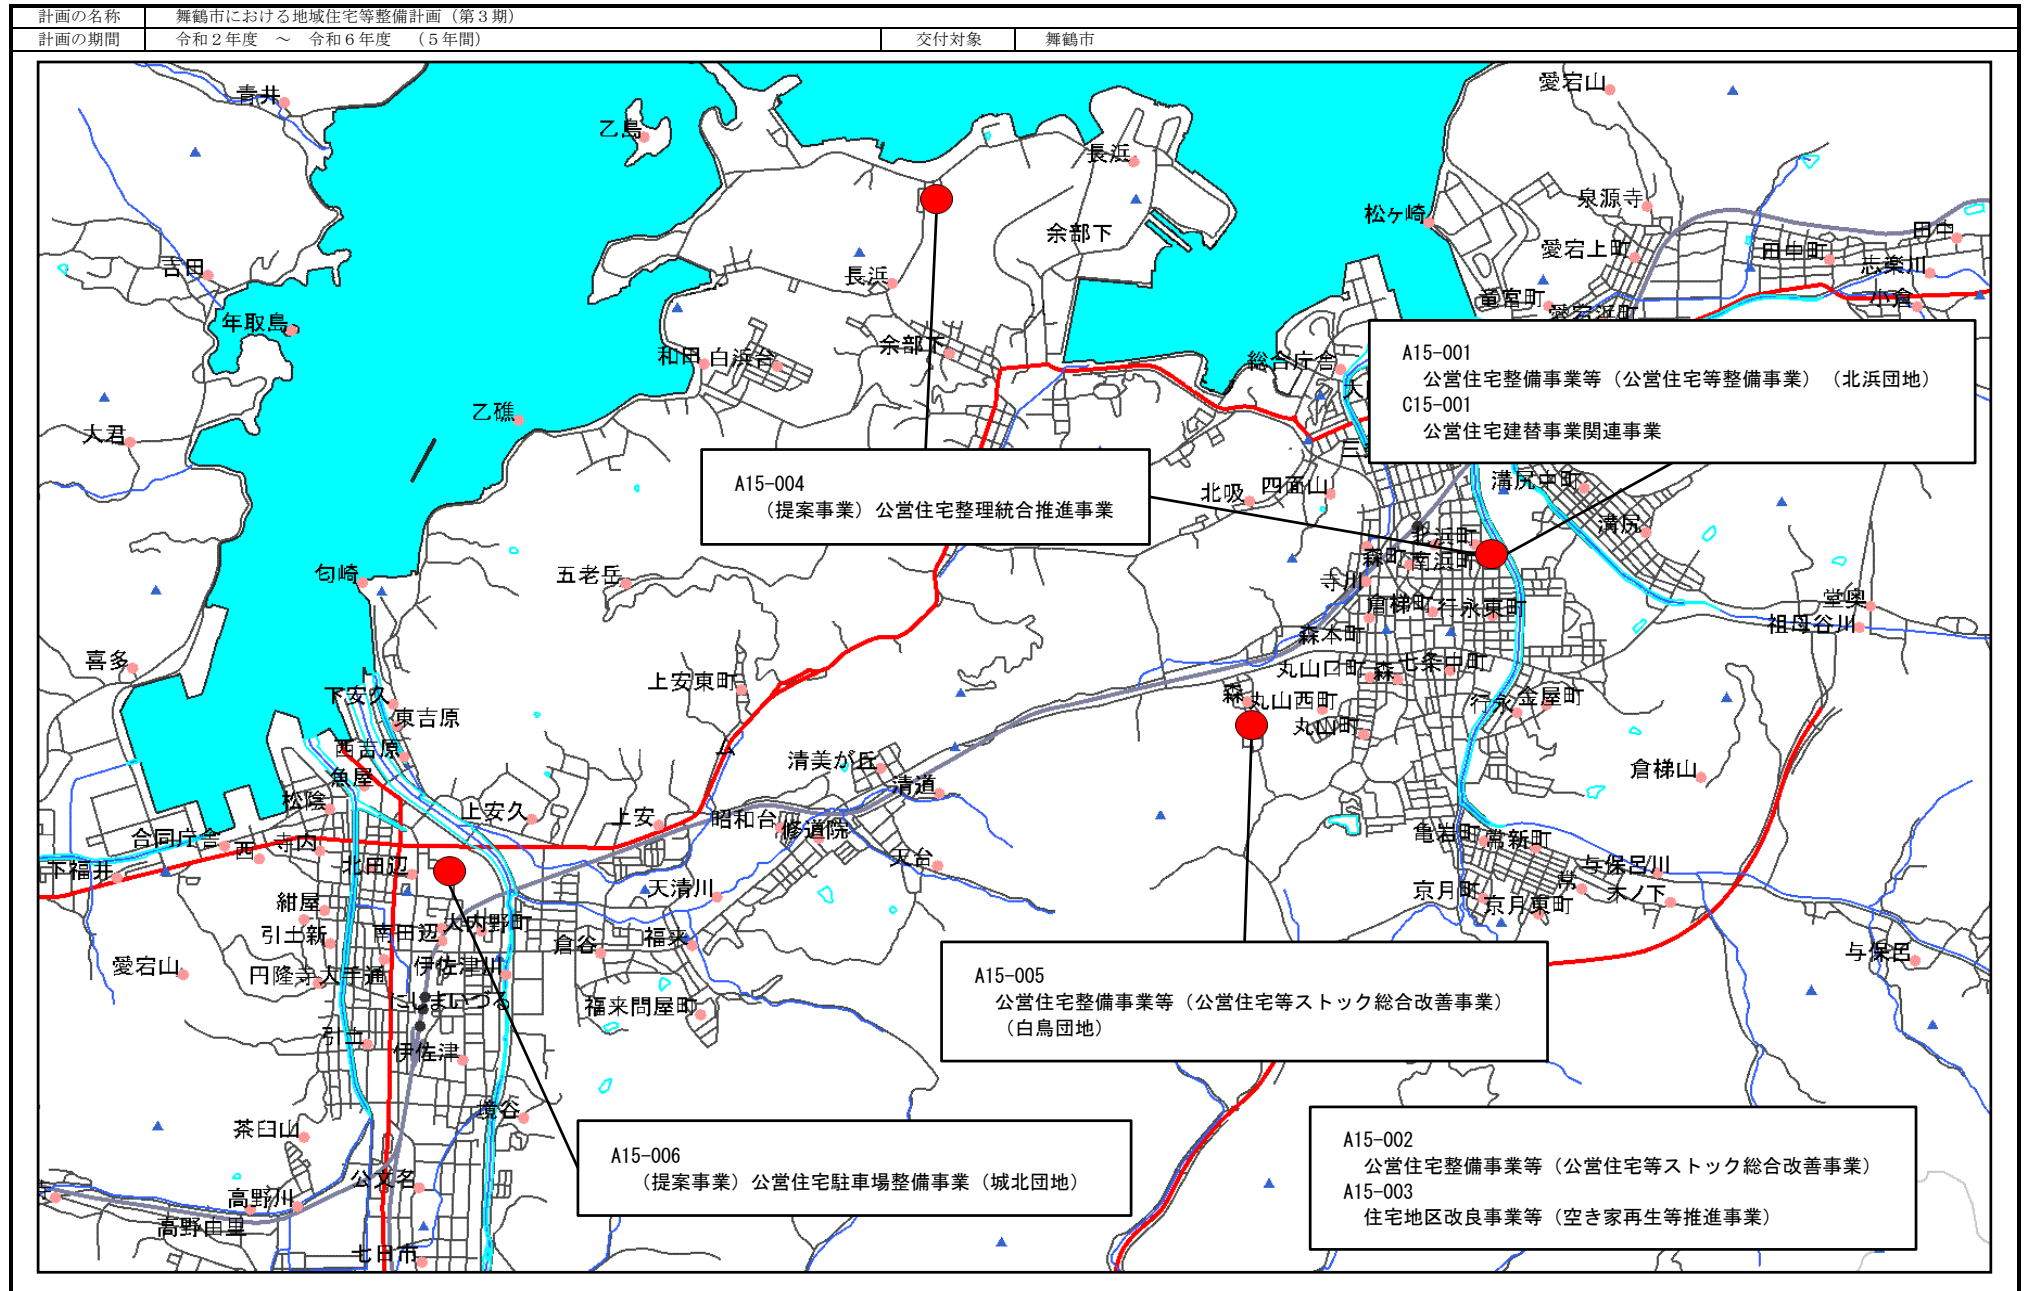 計画の名称 舞鶴市における地域住宅等整備計画（第３期）
計画の期間 令和２年度 ～ 令和６年度 （５年間） 交付対象 舞鶴市
青井
乙島
長浜
愛宕山
泉源寺
松ヶ崎
余部下
愛宕上町
田中町
田中
志楽川
吉田
長浜
竜宮町
小倉
愛宕浜町
年取島
和田
白浜台
余部下
総合庁舎
A15-001
公営住宅整備事業等（公営住宅等整備事業）（北浜団地）
C15-001
公営住宅建替事業関連事業
乙礁
大君
A15-004
（提案事業）公営住宅整理統合推進事業
北吸
四面山
溝尻中町
溝尻
北浜町
森町
南浜町
匂崎
五老岳
寺川
倉梯町
行永東町
堂奥
祖母谷川
森本町
喜多
上安東町
丸山口町
森
七条中町
森
丸山西町
行永
金屋町
丸山町
下安久
東吉原
西吉原
魚屋
清美が丘
清道
倉梯山
松陰
上安久
上安
昭和台
修道院
合同庁舎
西
寺内
亀岩町
常新町
天台
下福井
北田辺
与保呂川
常
木ノ下
天清川
京月町
京月東町
紺屋
引土新
南田辺
大内野町
倉谷
福来
与保呂
愛宕山
円隆寺
大手通
伊佐津川
にしまいづる
福来問屋町
A15-005
公営住宅整備事業等（公営住宅等ストック総合改善事業）
（白鳥団地）
引土
伊佐津
境谷
茶臼山
A15-006
（提案事業）公営住宅駐車場整備事業（城北団地）
A15-002
公営住宅整備事業等（公営住宅等ストック総合改善事業）
A15-003
住宅地区改良事業等（空き家再生等推進事業）
公文名
高野川
高野由里
七日市